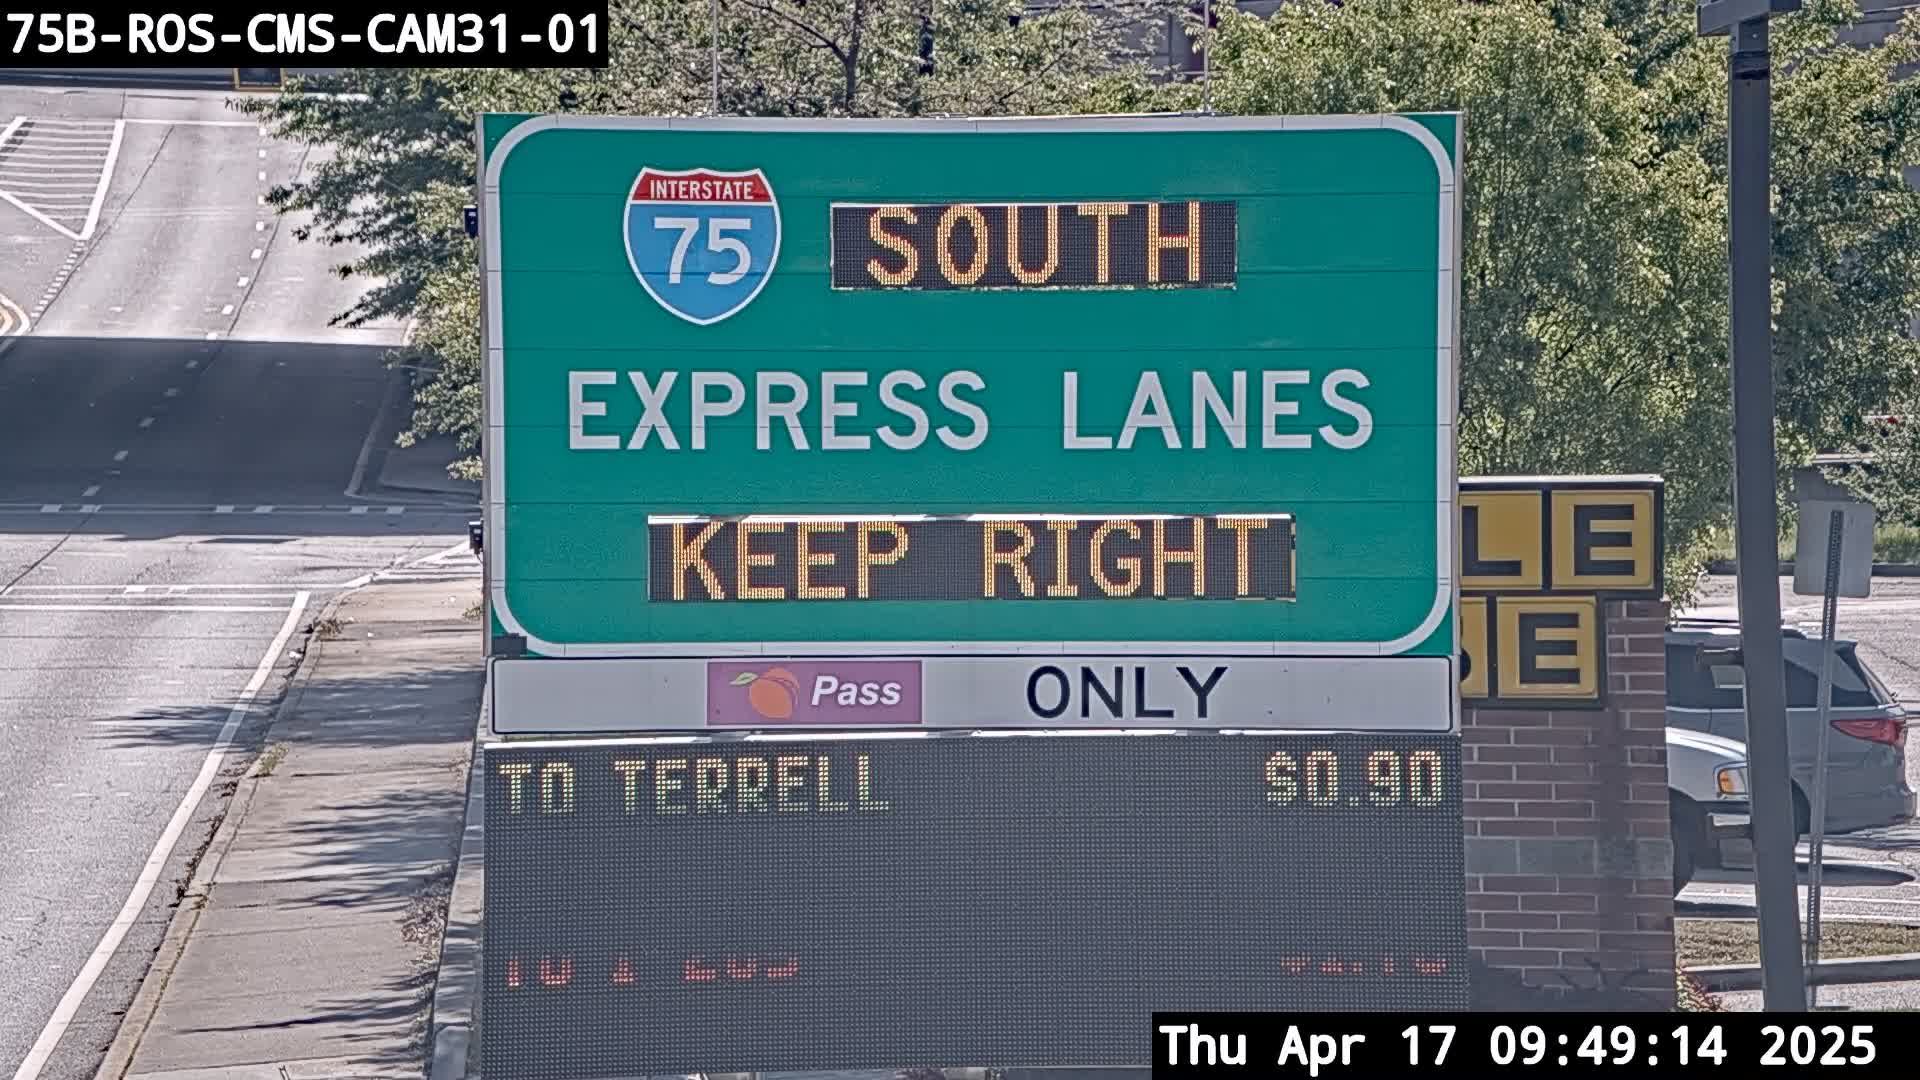 75B-ROS-CMS-CAM31-01
INTERSTATE
75
SOUTH
EXPRESS LANES
KEEP RIGHT
Pass ONLY
TO TERRELL $0.90
LE
E
Thu Apr 17 09:49:14 2025